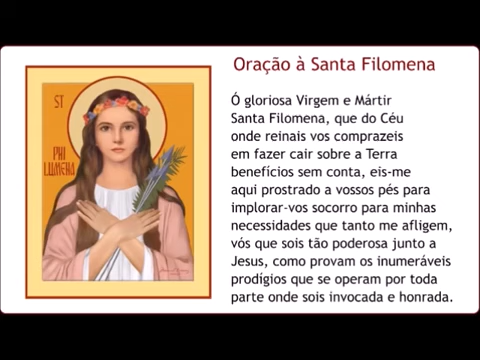 Oração à Santa Filomena
ST
PHI
LUMENA
Ó gloriosa Virgem e Mártir
Santa Filomena, que do Céu
onde reinais vos comprazeis
em fazer cair sobre a Terra
benefícios sem conta, eis-me
aqui prostrado a vossos pés para
implorar-vos socorro para minhas
necessidades que tanto me afligem,
vós que sois tão poderosa junto a
Jesus, como provam os inumeráveis
prodígios que se operam por toda
parte onde sois invocada e honrada.